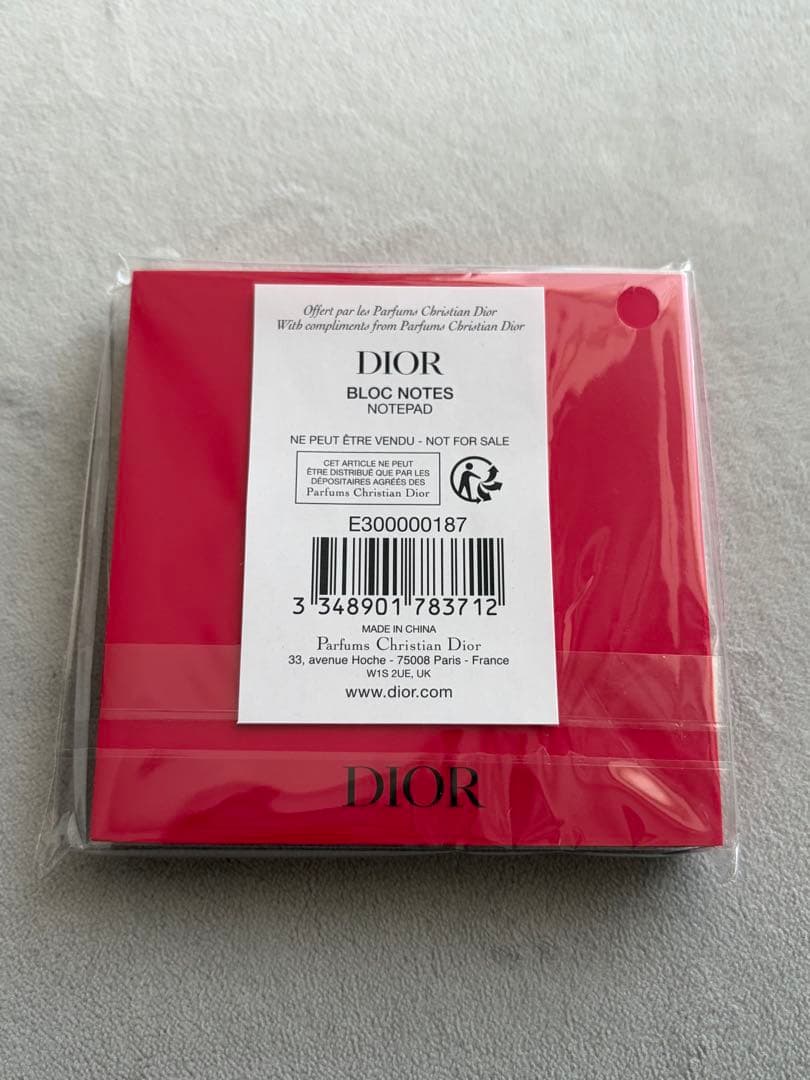 Offert par les Parfums Christian Dior
With compliments from Parfums Christian Dior
DIOR
BLOC NOTES
NOTEPAD
NE PEUT ÊTRE VENDU - NOT FOR SALE
CET ARTICLE NE PEUT
ÊTRE DISTRIBUÉ QUE PAR LES
DÉPOSITAIRES AGRÉÉS DES
Parfums Christian Dior
E300000187
3 348901 783712
MADE IN CHINA
Parfums Christian Dior
33, avenue Hoche - 75008 Paris - France
W1S 2UE, UK
www.dior.com
DIOR